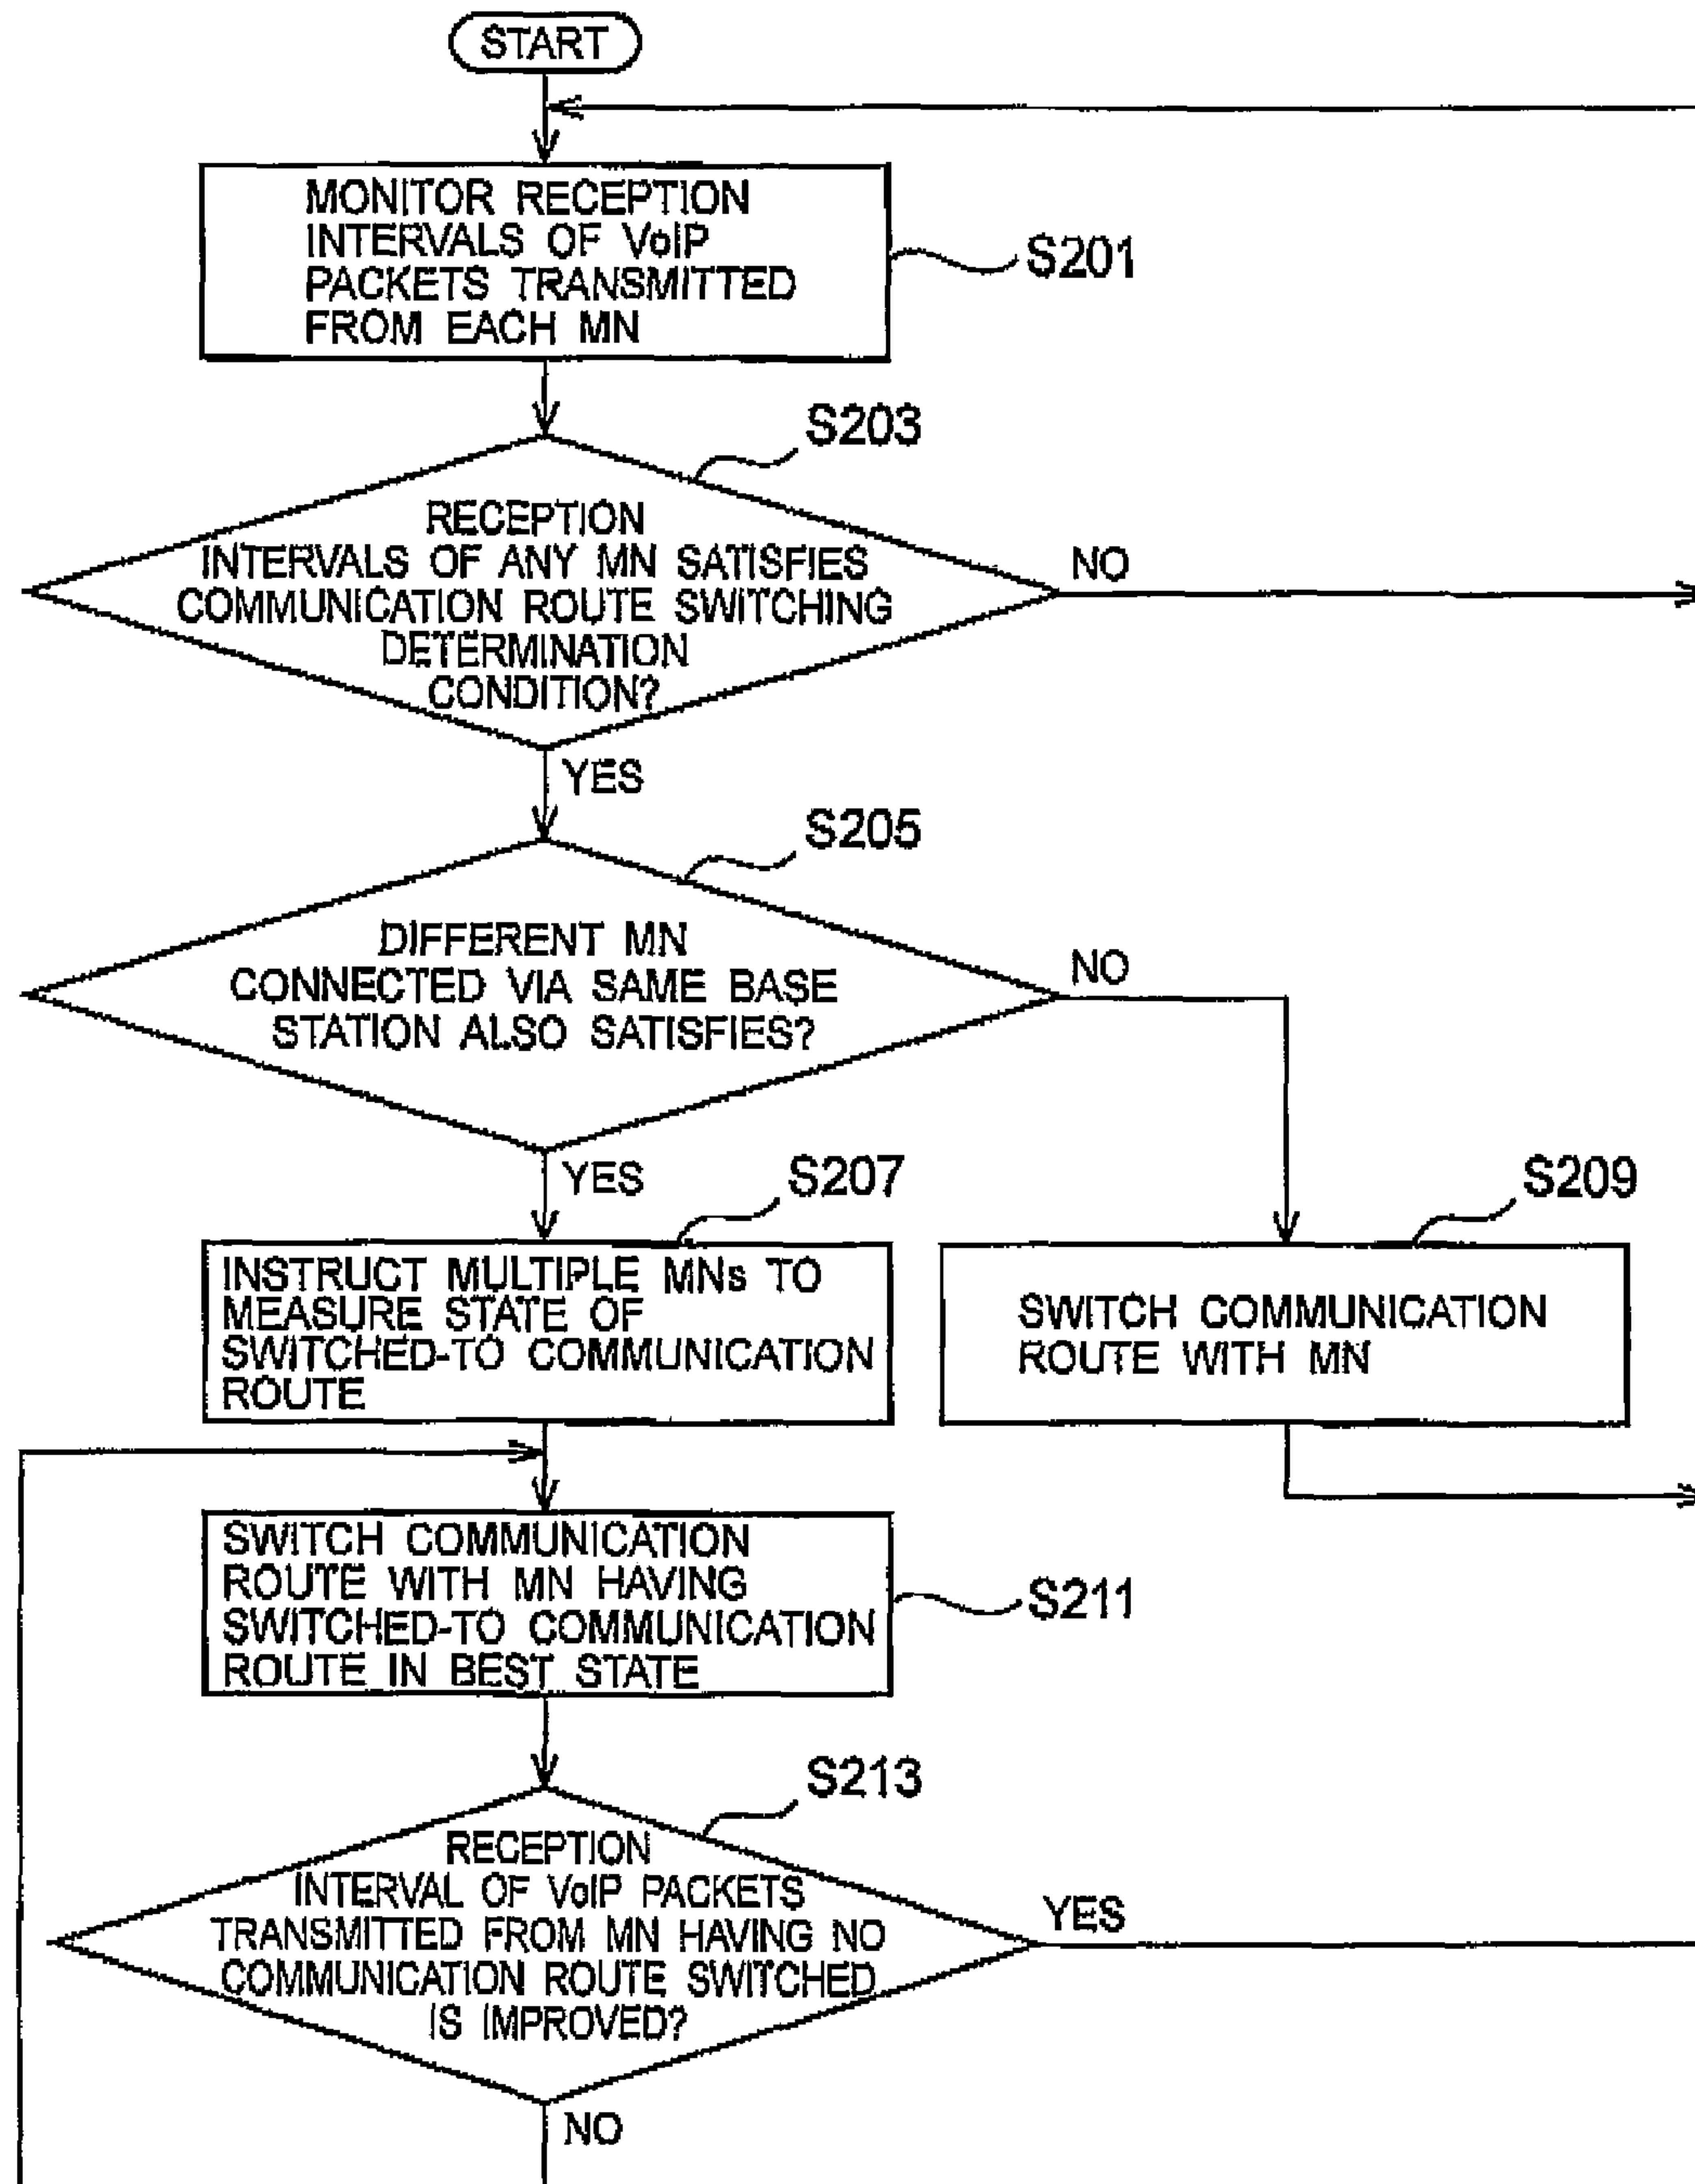 START
MONITOR RECEPTION
INTERVALS OF VoIP
PACKETS TRANSMITTED
FROM EACH MN
S201
S203
RECEPTION
INTERVALS OF ANY MN SATISFIES
COMMUNICATION ROUTE SWITCHING
DETERMINATION
CONDITION?
NO
YES
S205
DIFFERENT MN
CONNECTED VIA SAME BASE
STATION ALSO SATISFIES?
NO
YES
S207
S209
INSTRUCT MULTIPLE MNs TO
MEASURE STATE OF
SWITCHED-TO COMMUNICATION
ROUTE
SWITCH COMMUNICATION
ROUTE WITH MN
SWITCH COMMUNICATION
ROUTE WITH MN HAVING
SWITCHED-TO COMMUNICATION
ROUTE IN BEST STATE
S211
S213
RECEPTION
INTERVAL OF VoIP PACKETS
TRANSMITTED FROM MN HAVING NO
COMMUNICATION ROUTE SWITCHED
IS IMPROVED?
YES
NO